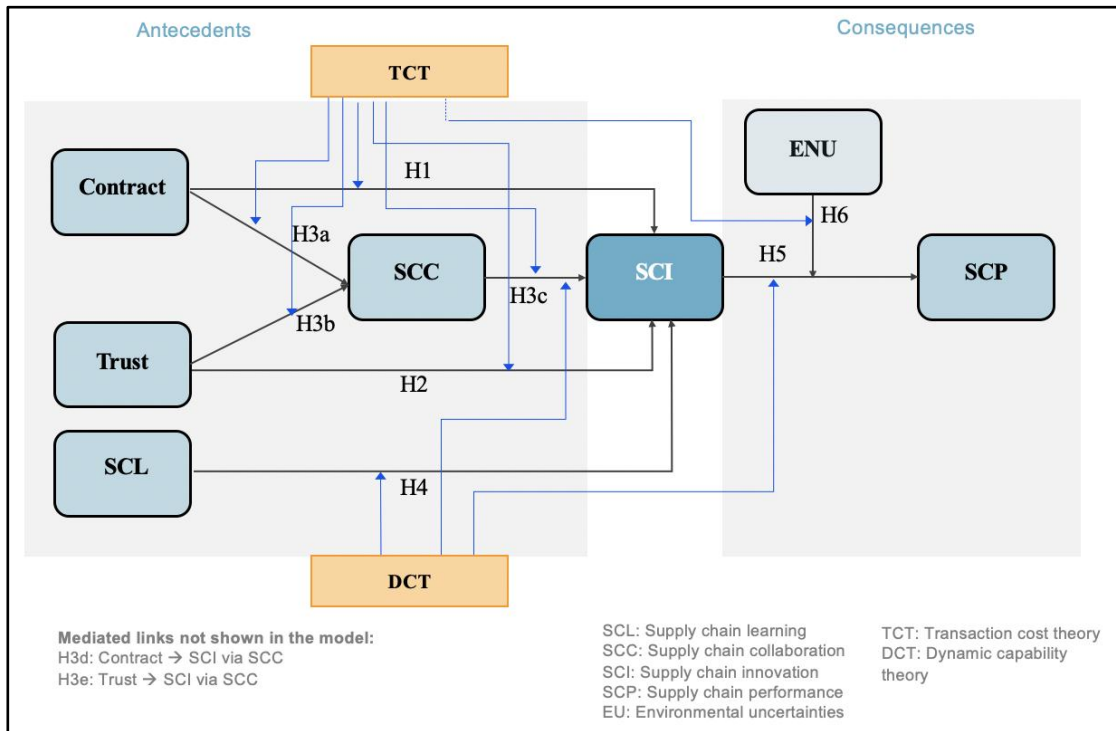 Antecedents
Consequences
TCT
Contract
H1
ENU
H6
H3a
SCC
SCI
H5
SCP
H3c
H3b
Trust
H2
SCL
H4
DCT
Mediated links not shown in the model:
H3d: Contract → SCI via SCC
H3e: Trust → SCI via SCC
SCL: Supply chain learning
SCC: Supply chain collaboration
SCI: Supply chain innovation
SCP: Supply chain performance
EU: Environmental uncertainties
TCT: Transaction cost theory
DCT: Dynamic capability
theory